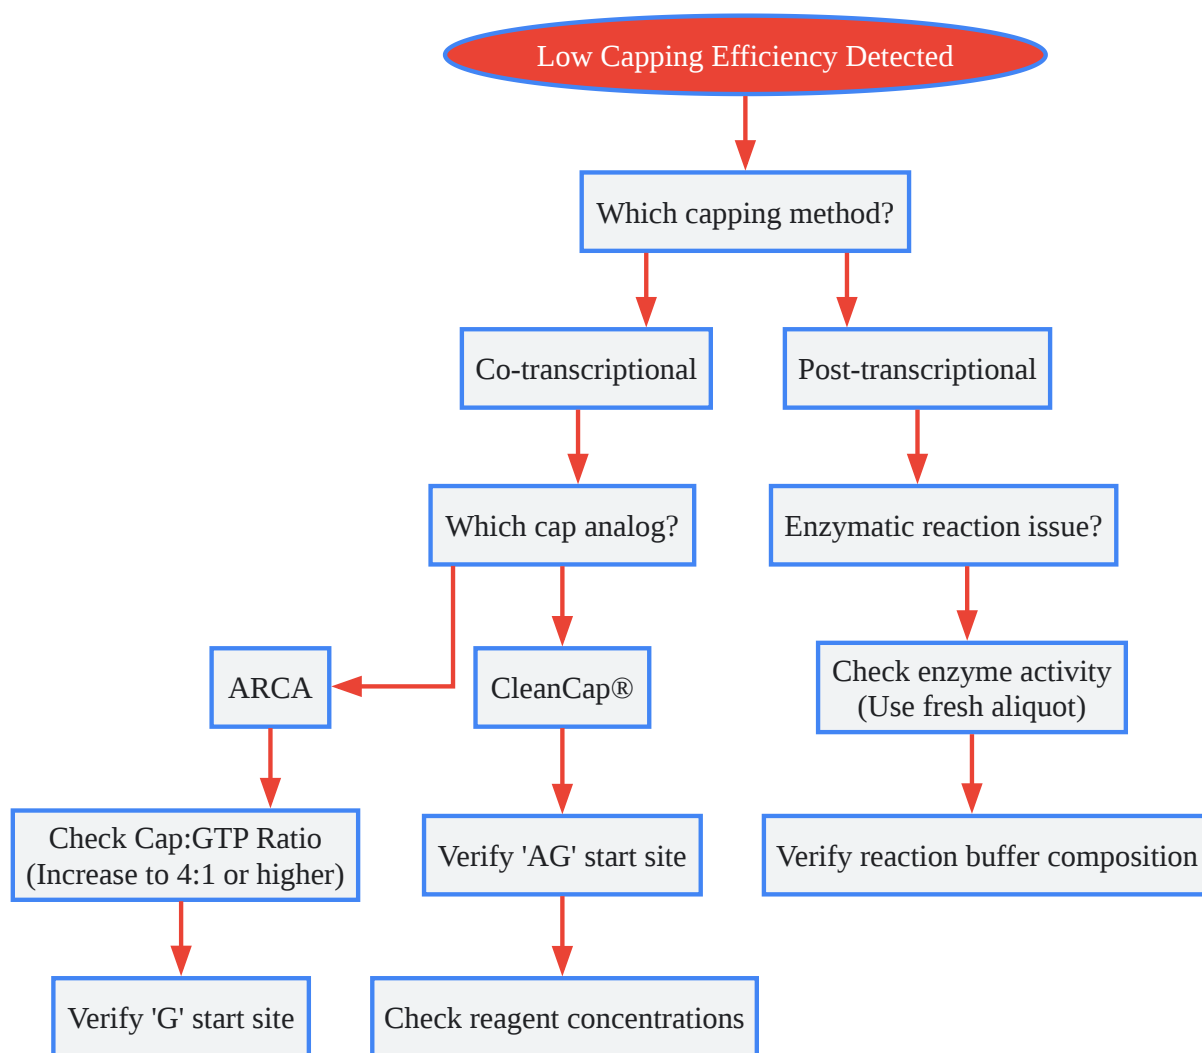 Low Capping Efficiency Detected
Which capping method?
Co-transcriptional
Post-transcriptional
Which cap analog?
Enzymatic reaction issue?
ARCA
CleanCap®
Check enzyme activity
(Use fresh aliquot)
Check Cap:GTP Ratio
(Increase to 4:1 or higher)
Verify 'AG' start site
Verify reaction buffer composition
Verify 'G' start site
Check reagent concentrations